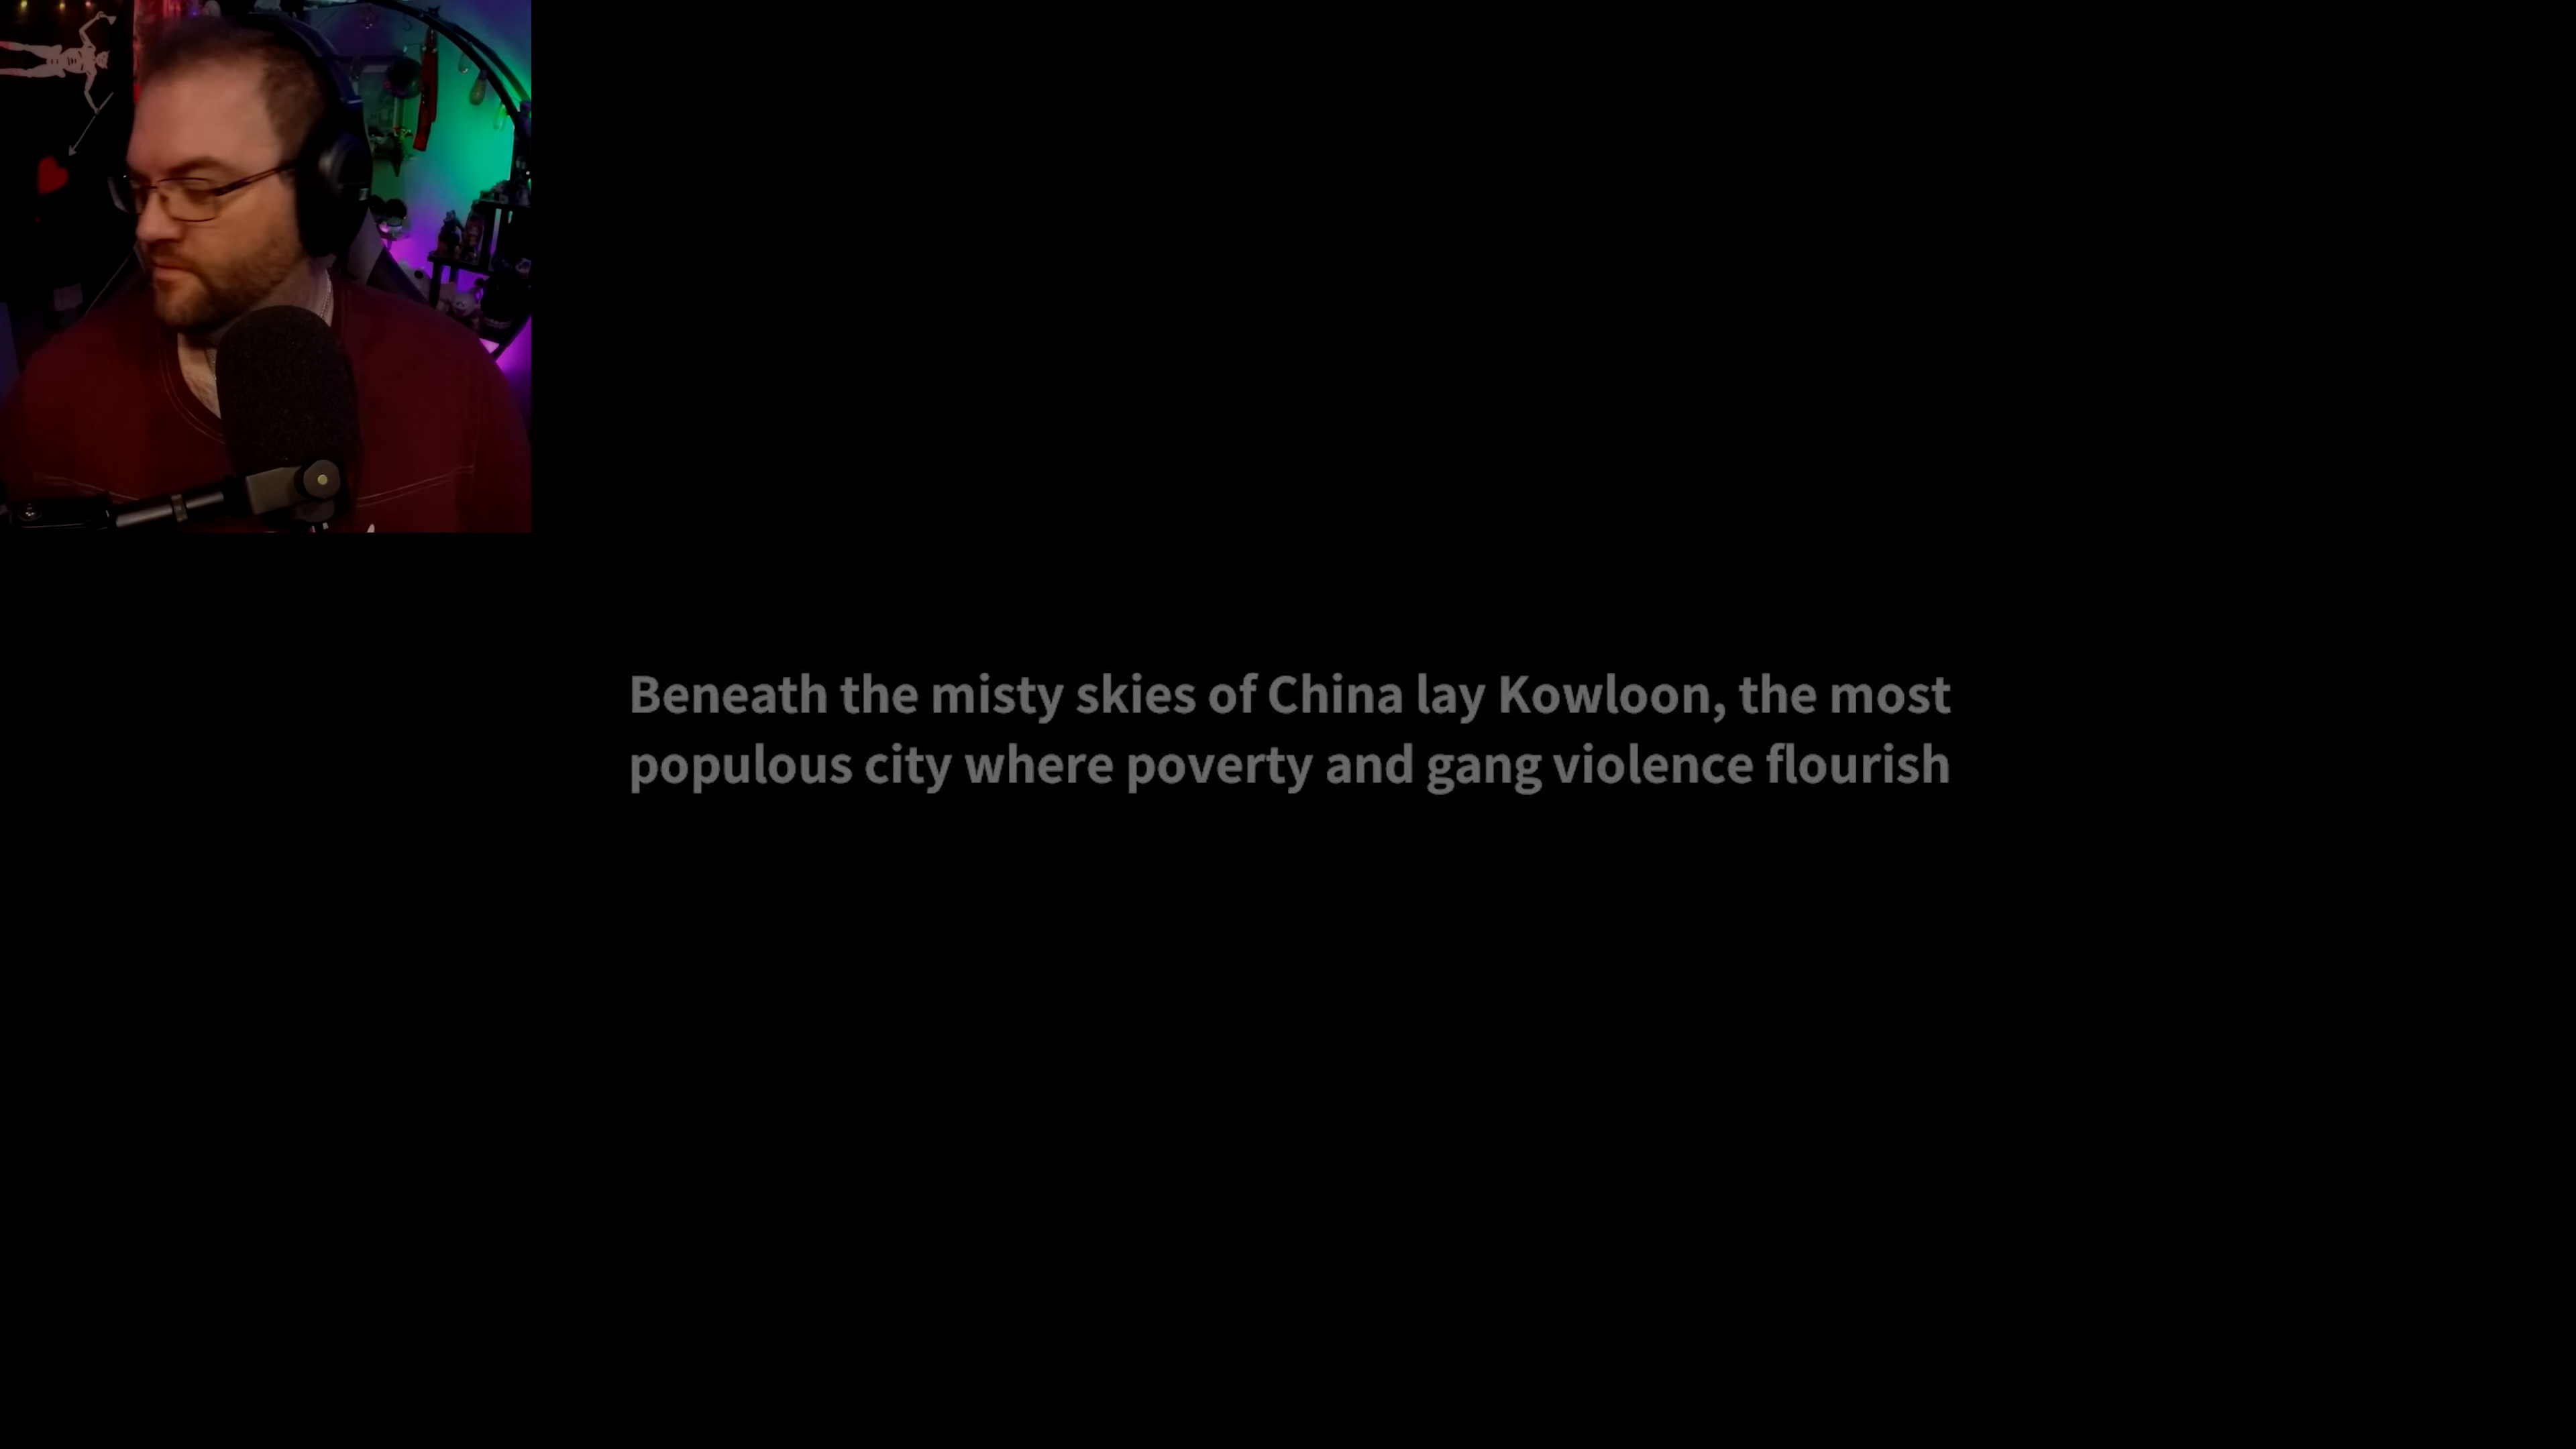 Beneath the misty skies of China lay Kowloon, the most
populous city where poverty and gang violence flourish